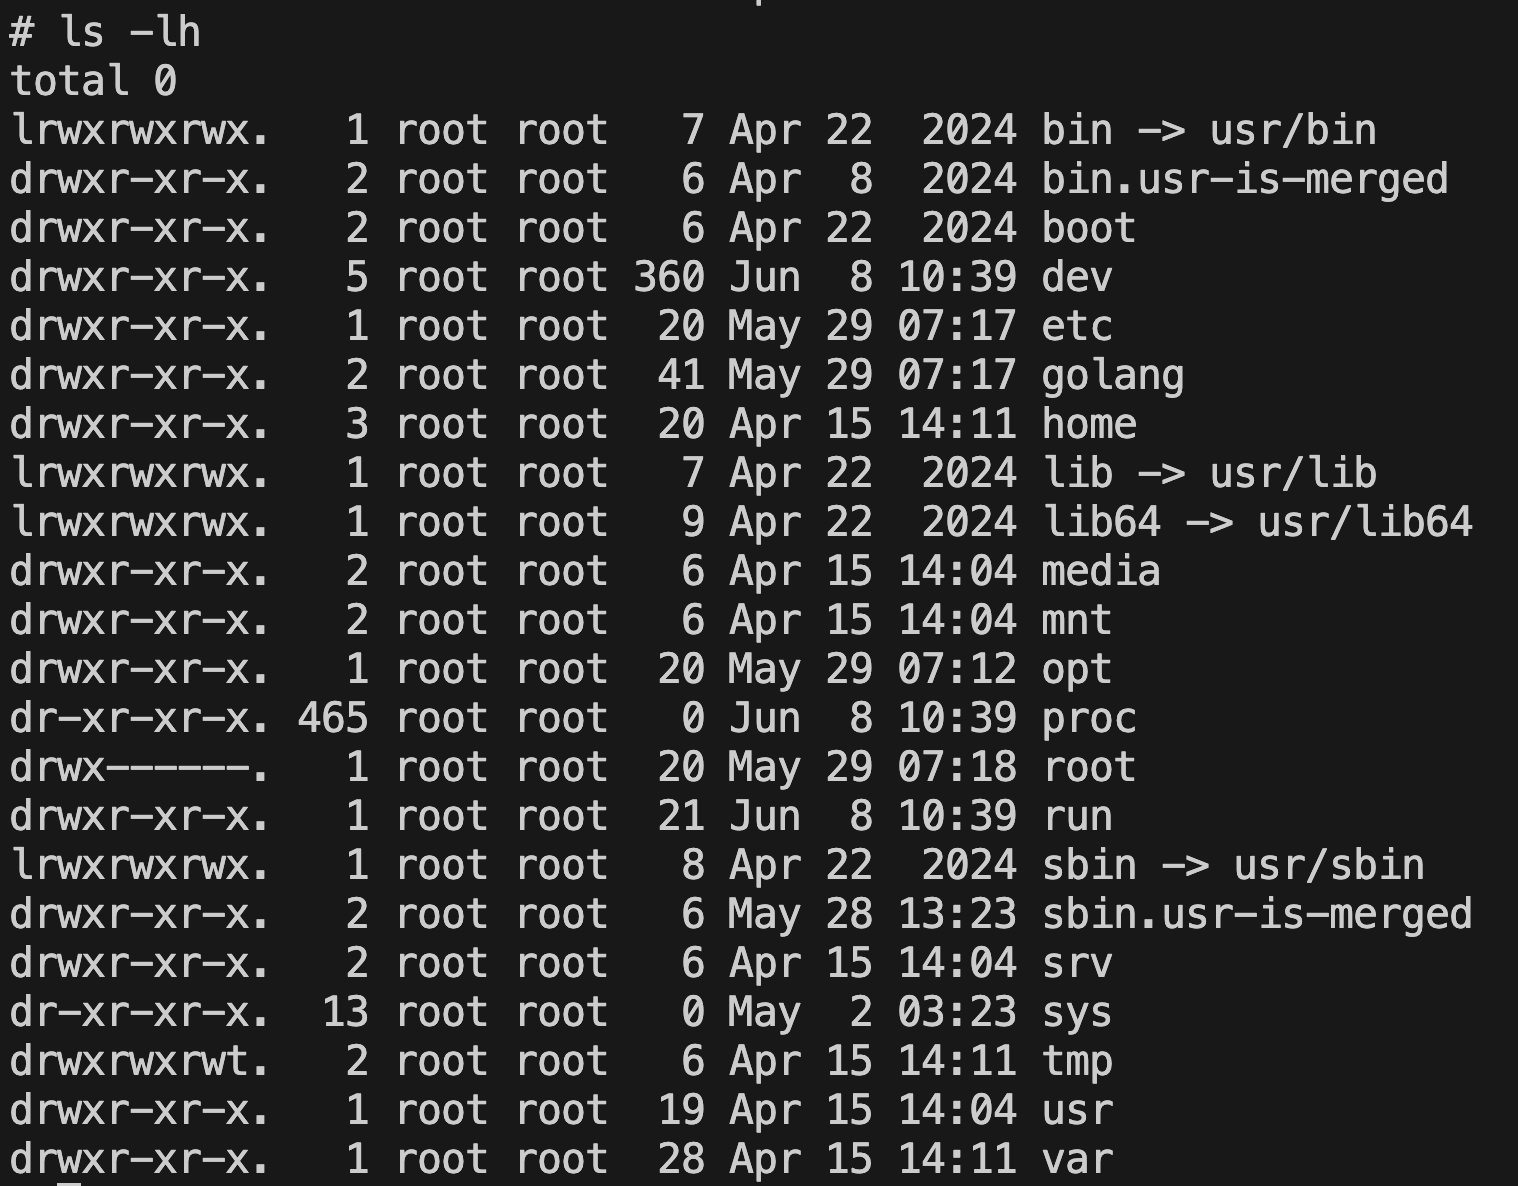 # ls -lh
total 0
lrwxrwxrwx.   1 root root   7 Apr 22  2024 bin -> usr/bin
drwxr-xr-x.   2 root root   6 Apr  8  2024 bin.usr-is-merged
drwxr-xr-x.   2 root root   6 Apr 22  2024 boot
drwxr-xr-x.   5 root root 360 Jun  8 10:39 dev
drwxr-xr-x.   1 root root  20 May 29 07:17 etc
drwxr-xr-x.   2 root root  41 May 29 07:17 golang
drwxr-xr-x.   3 root root  20 Apr 15 14:11 home
lrwxrwxrwx.   1 root root   7 Apr 22  2024 lib -> usr/lib
lrwxrwxrwx.   1 root root   9 Apr 22  2024 lib64 -> usr/lib64
drwxr-xr-x.   2 root root   6 Apr 15 14:04 media
drwxr-xr-x.   2 root root   6 Apr 15 14:04 mnt
drwxr-xr-x.   1 root root  20 May 29 07:12 opt
dr-xr-xr-x. 465 root root   0 Jun  8 10:39 proc
drwx------.   1 root root  20 May 29 07:18 root
drwxr-xr-x.   1 root root  21 Jun  8 10:39 run
lrwxrwxrwx.   1 root root   8 Apr 22  2024 sbin -> usr/sbin
drwxr-xr-x.   2 root root   6 May 28 13:23 sbin.usr-is-merged
drwxr-xr-x.   2 root root   6 Apr 15 14:04 srv
dr-xr-xr-x.  13 root root   0 May  2 03:23 sys
drwxrwxrwt.   2 root root   6 Apr 15 14:11 tmp
drwxr-xr-x.   1 root root  19 Apr 15 14:04 usr
drwxr-xr-x.   1 root root  28 Apr 15 14:11 var